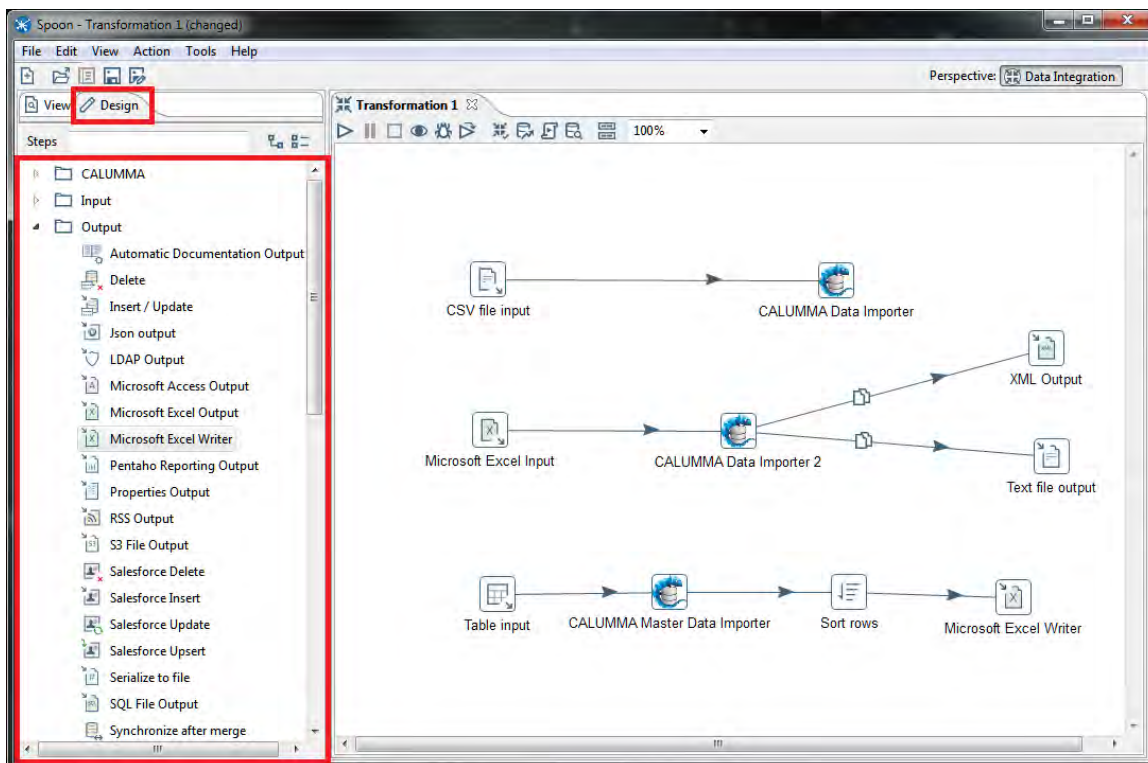 Spoon - Transformation 1 (changed)
File Edit View Action Tools Help
Perspective: Data Integration
View Design
Transformation 1
Steps
100%
CALUMMA
Input
Output
Automatic Documentation Output
Delete
Insert / Update
Json output
LDAP Output
Microsoft Access Output
Microsoft Excel Output
Microsoft Excel Writer
Pentaho Reporting Output
Properties Output
RSS Output
S3 File Output
Salesforce Delete
Salesforce Insert
Salesforce Update
Salesforce Upsert
Serialize to file
SQL File Output
Synchronize after merge
CSV file input
CALUMMA Data Importer
XML Output
Microsoft Excel Input
CALUMMA Data Importer 2
Text file output
Table input
CALUMMA Master Data Importer
Sort rows
Microsoft Excel Writer